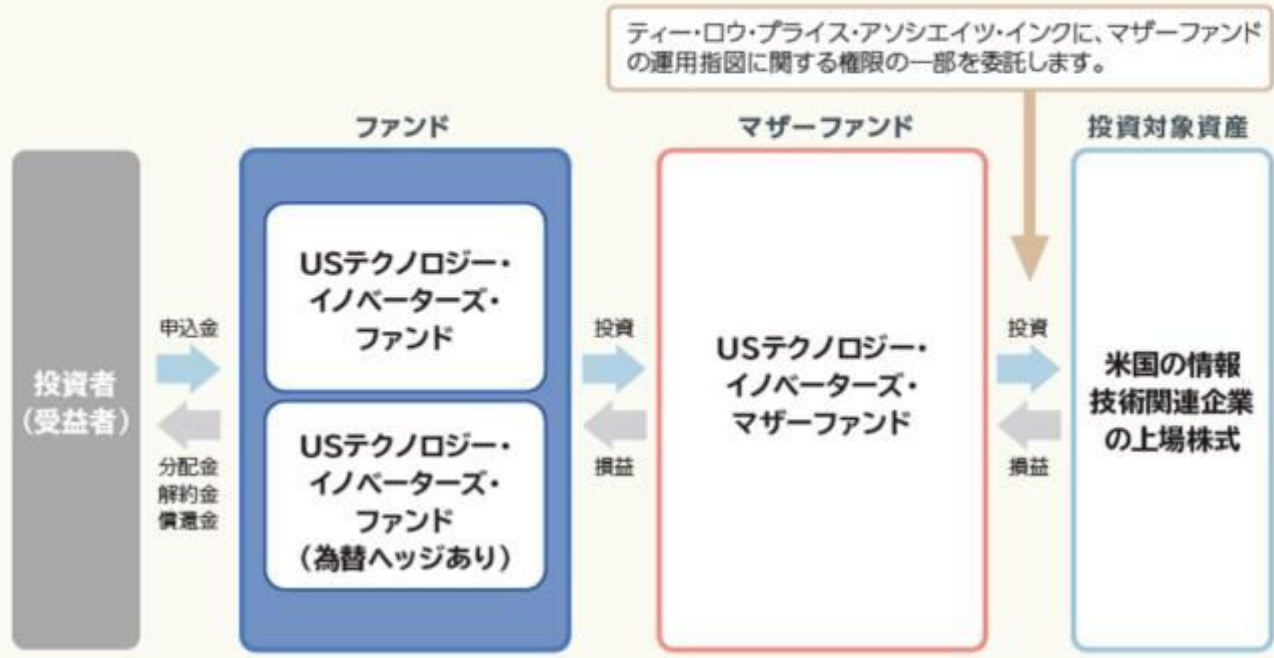 ティー・ロウ・プライス・アソシエイツ・インクに、マザーファンド
の運用指図に関する権限の一部を委託します。
ファンド
マザーファンド
投資対象資産
投資者
(受益者)
申込金
分配金
解約金
償還金
USテクノロジー・
イノベーターズ・
ファンド
USテクノロジー・
イノベーターズ・
ファンド
(為替ヘッジあり)
投資
損益
USテクノロジー・
イノベーターズ・
マザーファンド
投資
損益
米国の情報
技術関連企業
の上場株式